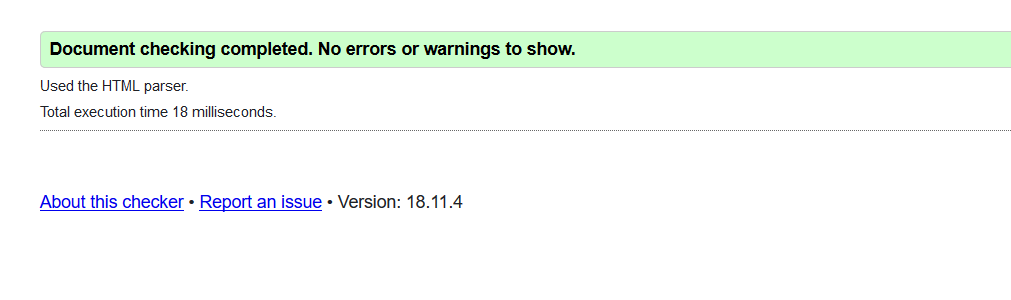 Document checking completed. No errors or warnings to show.
Used the HTML parser.
Total execution time 18 milliseconds.
About this checker • Report an issue • Version: 18.11.4